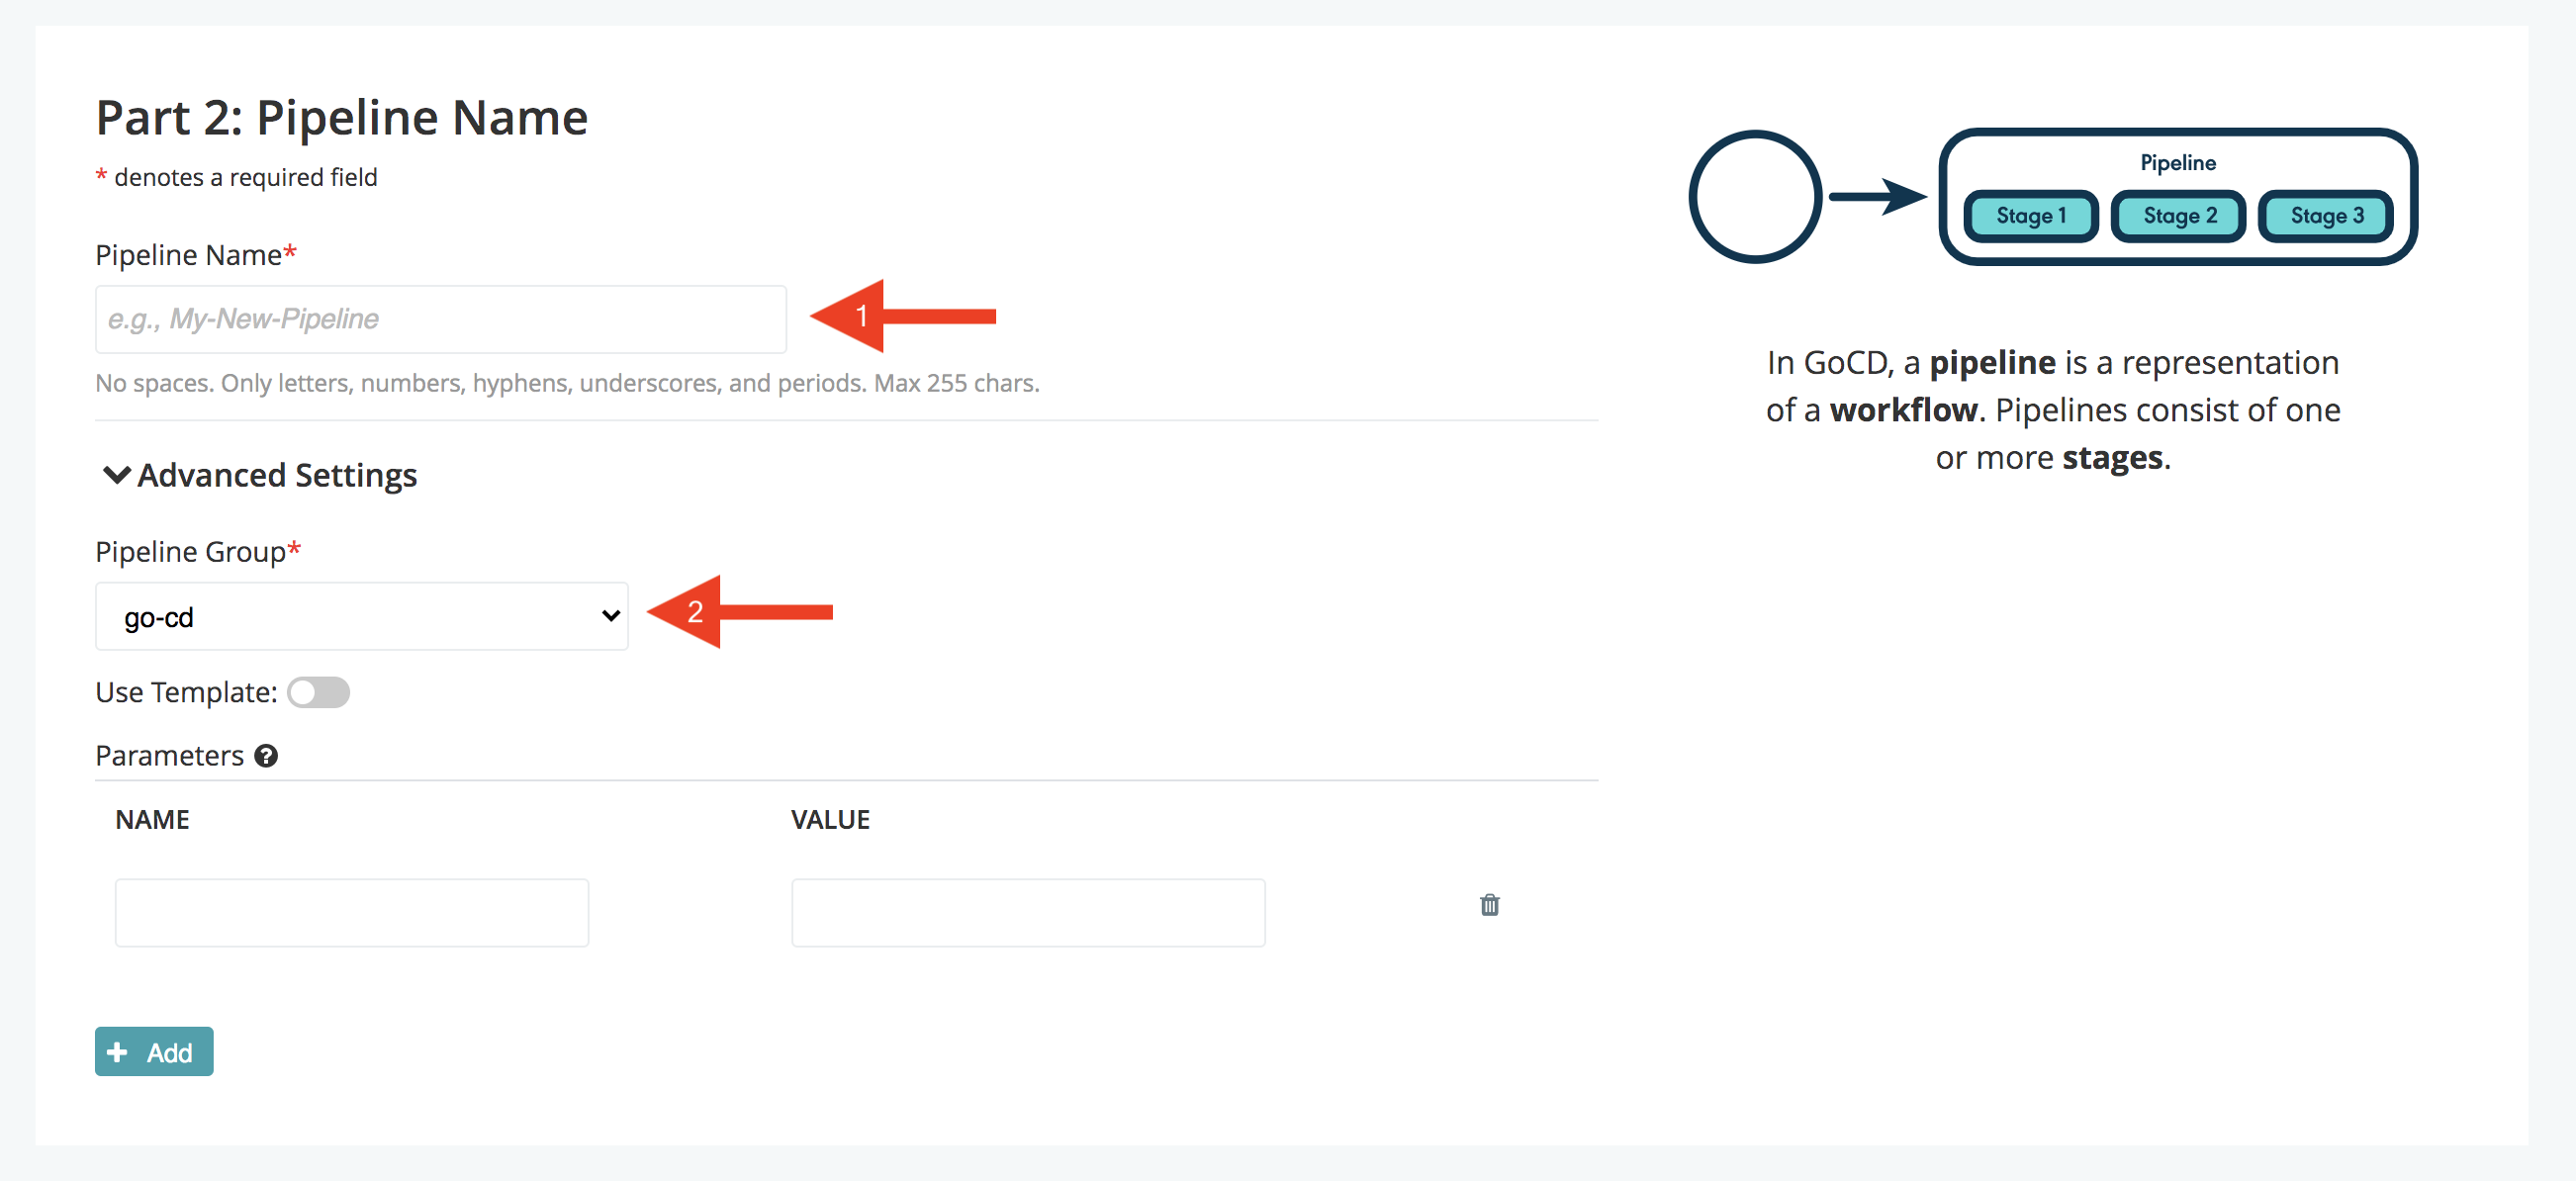 Part 2: Pipeline Name
* denotes a required field
Pipeline Name*
e.g., My-New-Pipeline
1
No spaces. Only letters, numbers, hyphens, underscores, and periods. Max 255 chars.
Advanced Settings
Pipeline Group*
go-cd
2
Use Template:
Parameters ?
NAME VALUE
+ Add
Pipeline
Stage 1 Stage 2 Stage 3
In GoCD, a pipeline is a representation
of a workflow. Pipelines consist of one
or more stages.